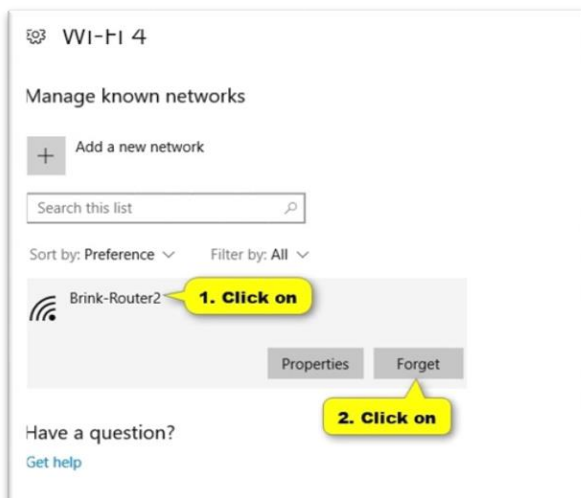 Wi-Fi 4
Manage known networks
Add a new network
Search this list
Sort by: Preference Filter by: All
Brink-Router2 1. Click on
Properties Forget
2. Click on
Have a question?
Get help